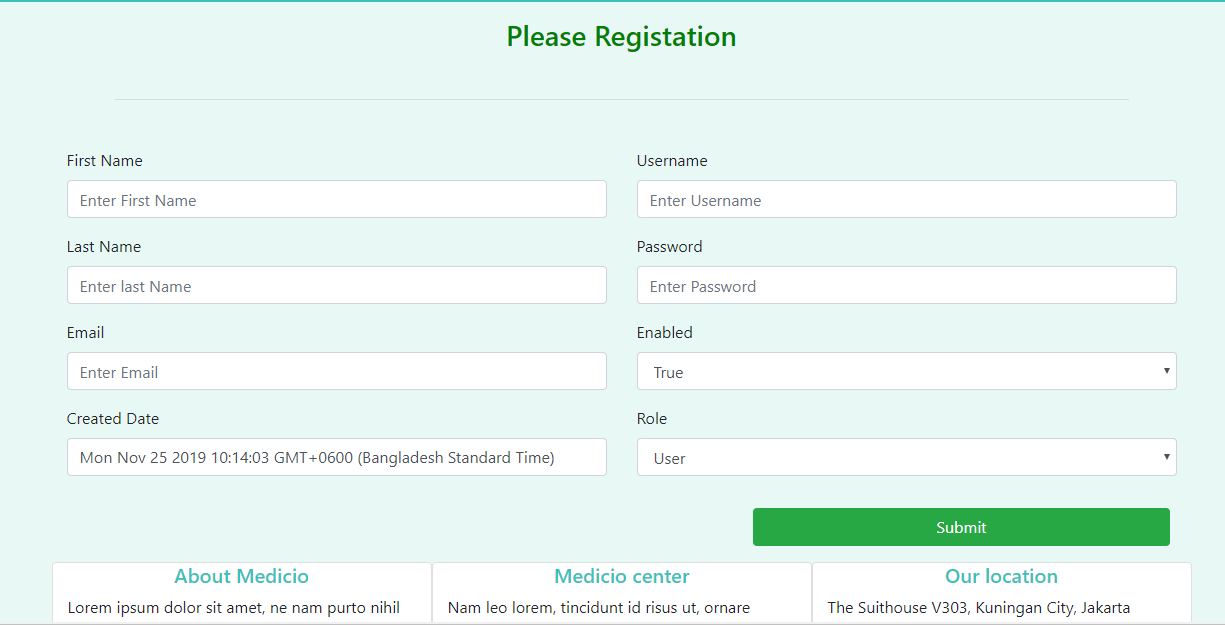 Please Registation
First Name
Username
Enter First Name
Enter Username
Last Name
Password
Enter last Name
Enter Password
Email
Enabled
Enter Email
True
Created Date
Role
Mon Nov 25 2019 10:14:03 GMT+0600 (Bangladesh Standard Time)
User
Submit
About Medicio
Medicio center
Our location
Lorem ipsum dolor sit amet, ne nam purto nihil
Nam leo lorem, tincidunt id risus ut, ornare
The Suithouse V303, Kuningan City, Jakarta